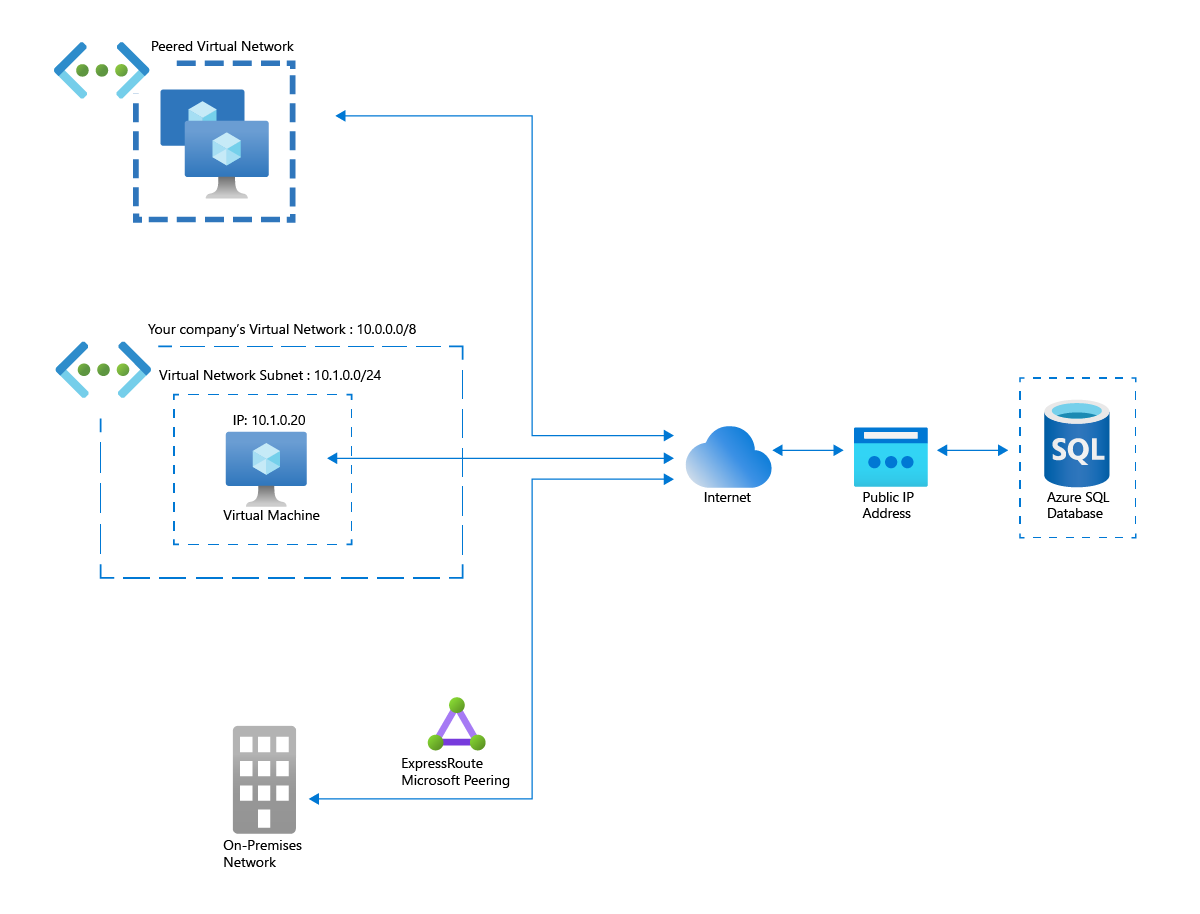 Peered Virtual Network
Your company’s Virtual Network : 10.0.0.0/8
Virtual Network Subnet : 10.1.0.0/24
IP: 10.1.0.20
Virtual Machine
Internet
Public IP
Address
SQL
Azure SQL
Database
ExpressRoute
Microsoft Peering
On-Premises
Network